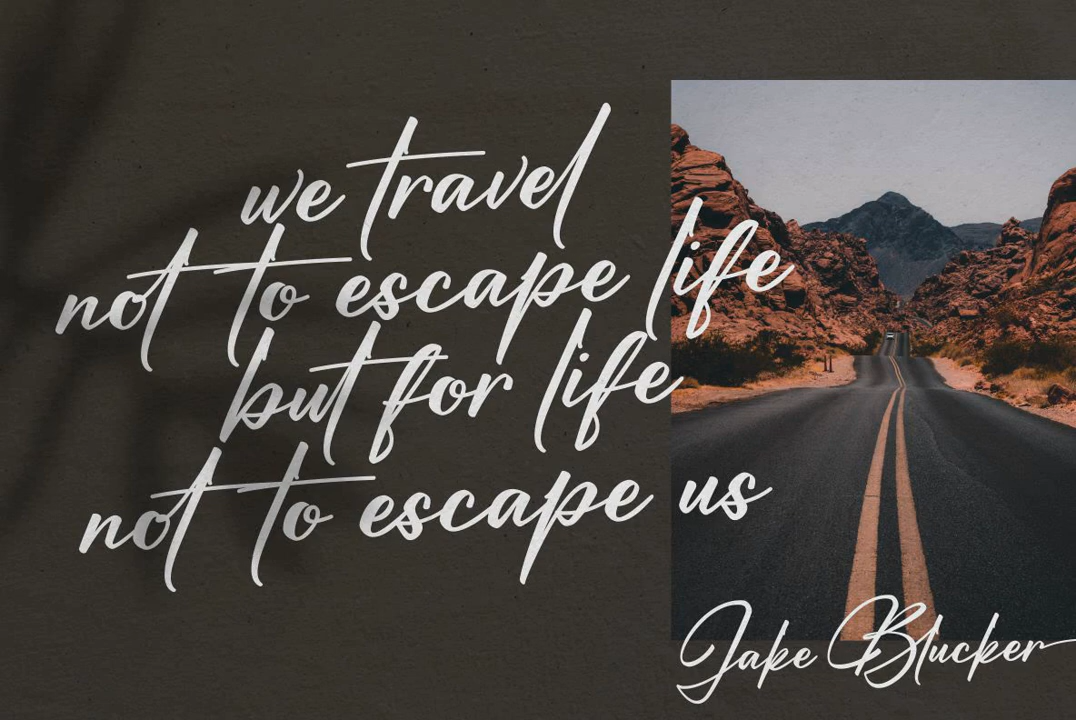 we travel
not to escape life
but for life
not to escape us
Jake Blucker